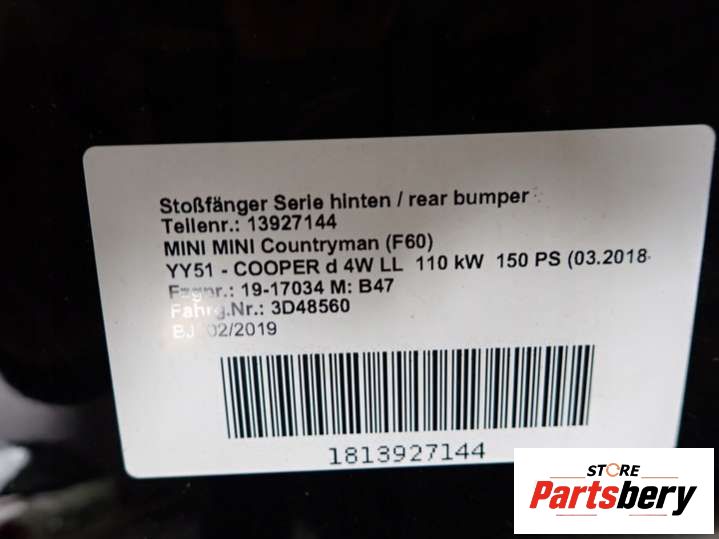 Stoßfänger Serie hinten / rear bumper
Teilenr.: 13927144
MINI MINI Countryman (F60)
YY51 - COOPER d 4W LL 110 kW 150 PS (03.2018-
Fzgnr.: 19-17034 M: B47
Fahrg.Nr.: 3D48560
BJ 02/2019
1813927144
STORE
Partsbery